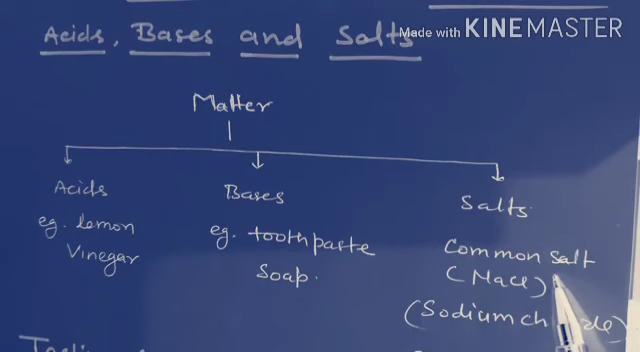 Made with KINEMASTER
Acids, Bases and Salts
Matter
Acids Bases Salts
eg. Lemon eg. toothpaste Common Salt
Vinegar Soap. (NaCl)
(Sodium